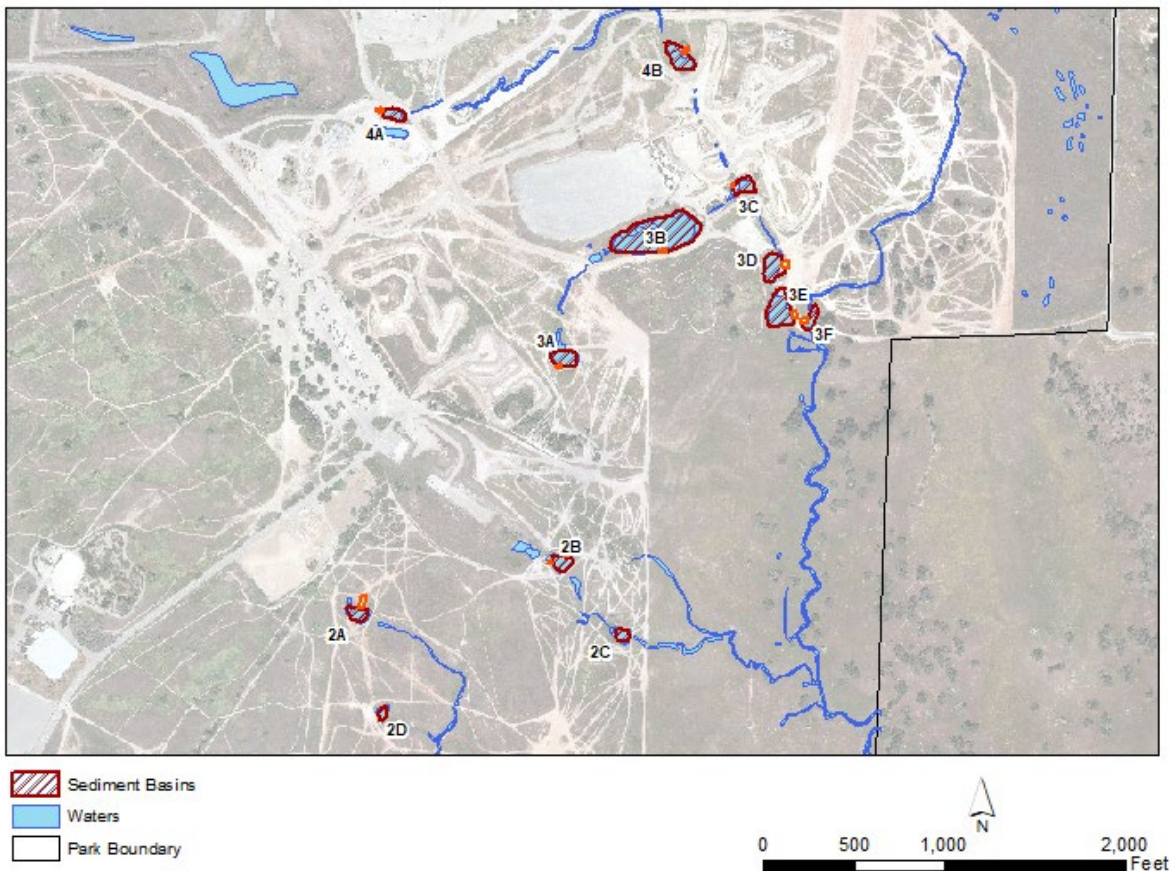 4B
4A
3C
3B
3D
3E
3F
3A
2B
2A
2C
2D
Sediment Basins
Waters
Park Boundary
N
0 500 1,000 2,000
Feet